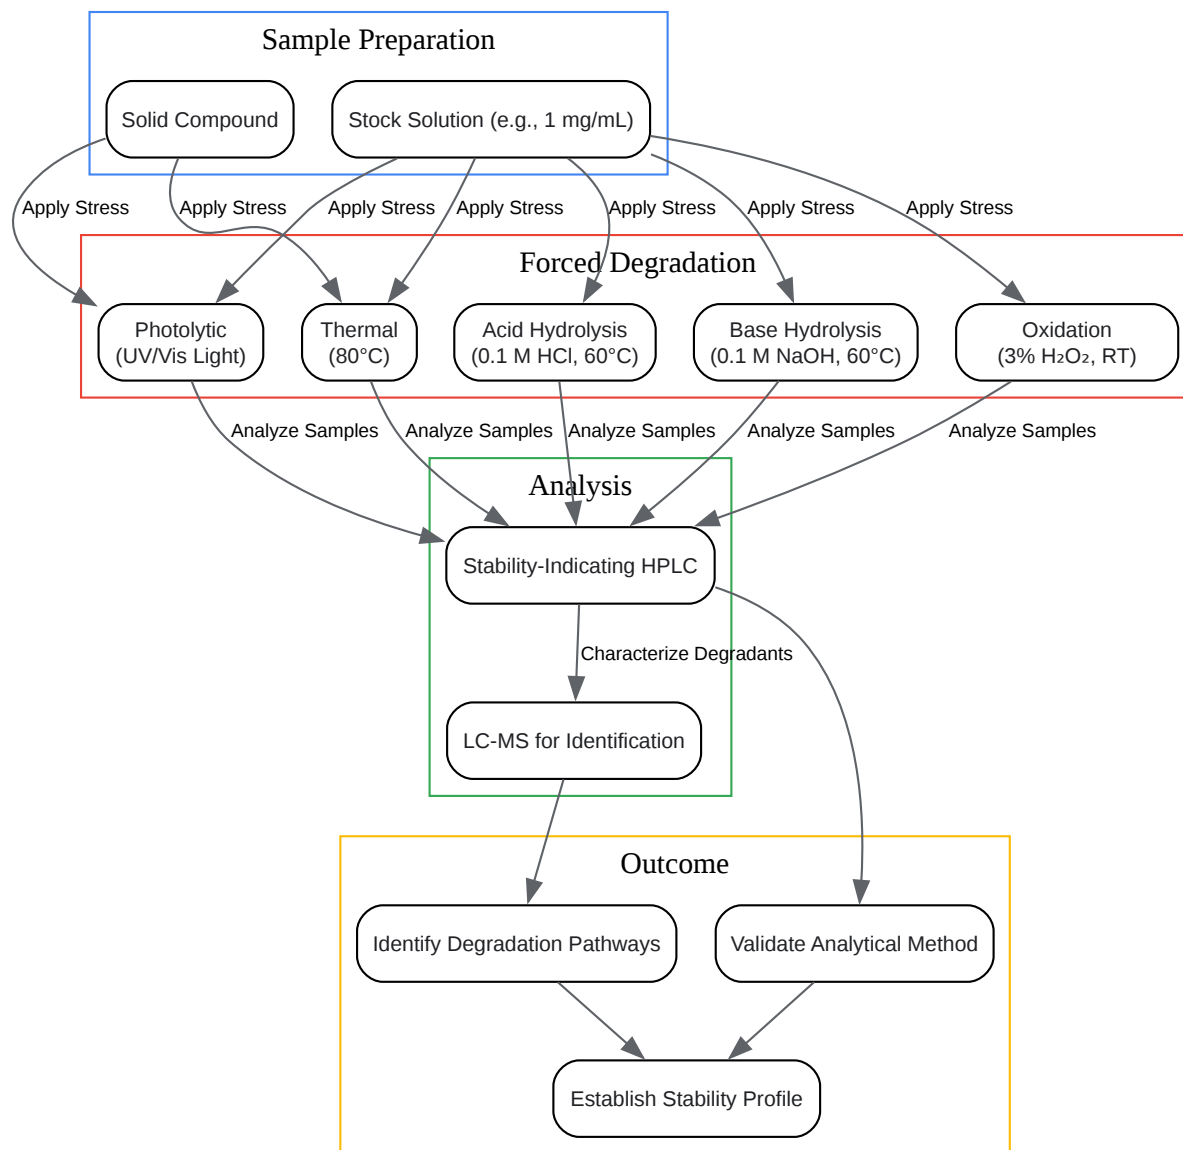 Sample Preparation
Solid Compound
Stock Solution (e.g., 1 mg/mL)
Apply Stress
Apply Stress
Apply Stress
Apply Stress
Apply Stress
Apply Stress
Apply Stress
Forced Degradation
Photolytic
(UV/Vis Light)
Thermal
(80°C)
Acid Hydrolysis
(0.1 M HCl, 60°C)
Base Hydrolysis
(0.1 M NaOH, 60°C)
Oxidation
(3% H₂O₂, RT)
Analyze Samples
Analyze Samples
Analyze Samples
Analyze Samples
Analyze Samples
Analysis
Stability-Indicating HPLC
Characterize Degradants
LC-MS for Identification
Outcome
Identify Degradation Pathways
Validate Analytical Method
Establish Stability Profile